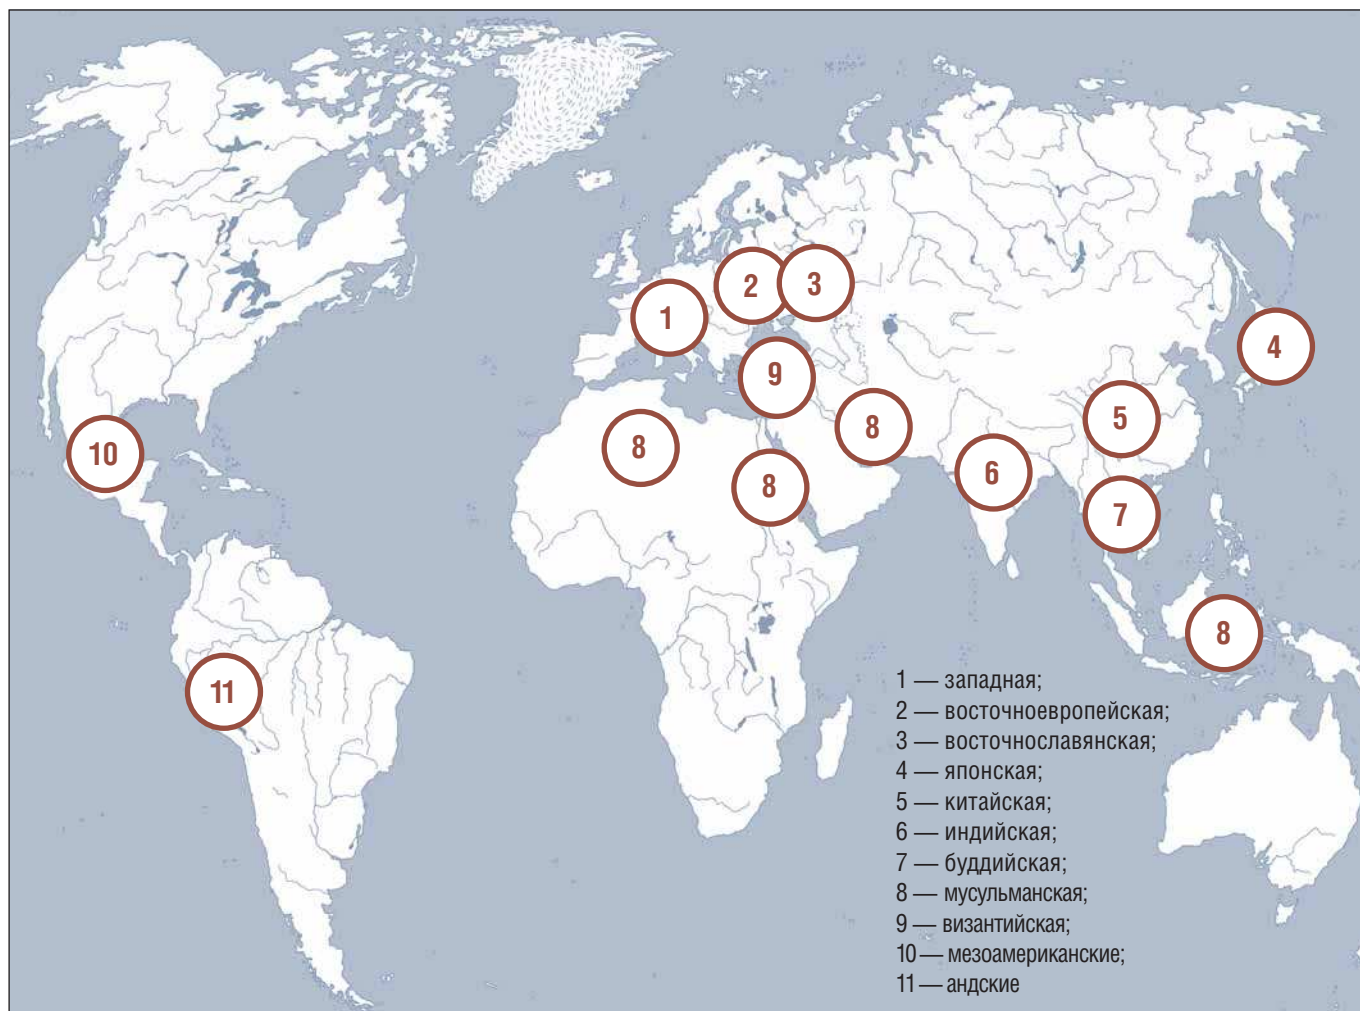 2
3
1
4
9
5
8
8
10
6
8
7
8
11
1 — западная;
2 — восточноевропейская;
3 — восточнославянская;
4 — японская;
5 — китайская;
6 — индийская;
7 — буддийская;
8 — мусульманская;
9 — византийская;
10 — мезоамериканские;
11 — андские